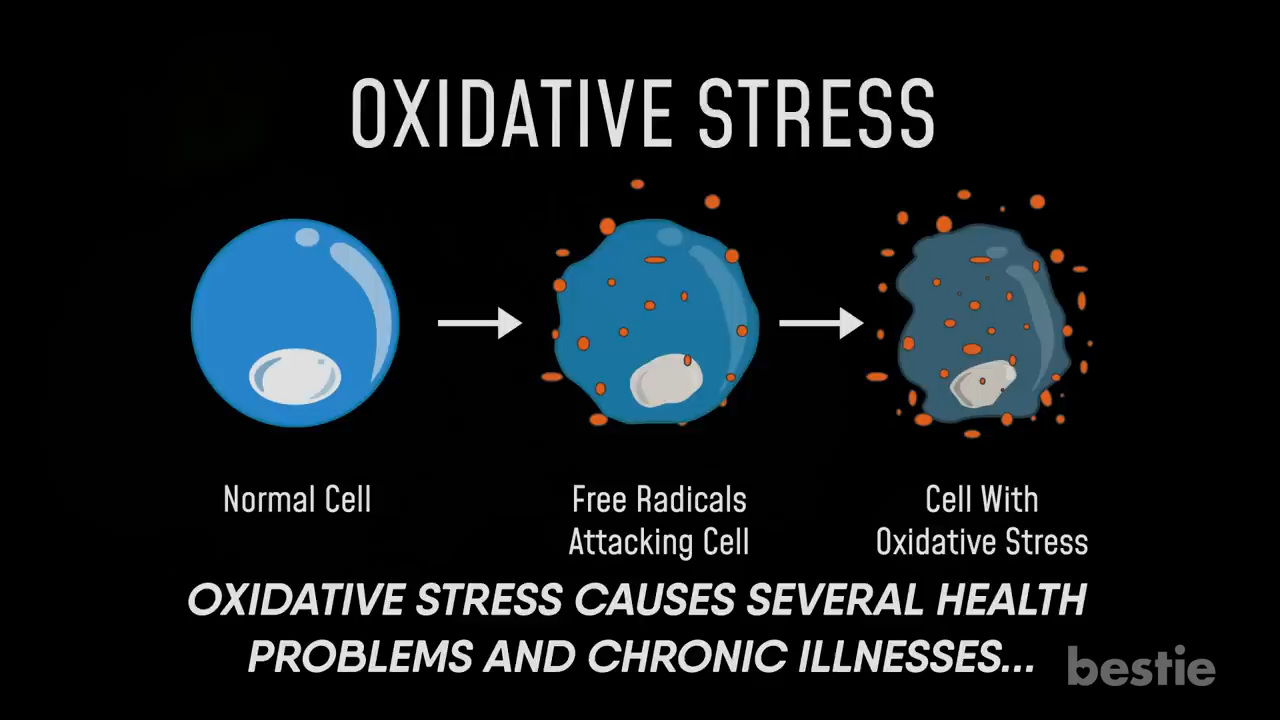 OXIDATIVE STRESS
Normal Cell
Free Radicals
Attacking Cell
Cell With
Oxidative Stress
OXIDATIVE STRESS CAUSES SEVERAL HEALTH
PROBLEMS AND CHRONIC ILLNESSES...
bestie